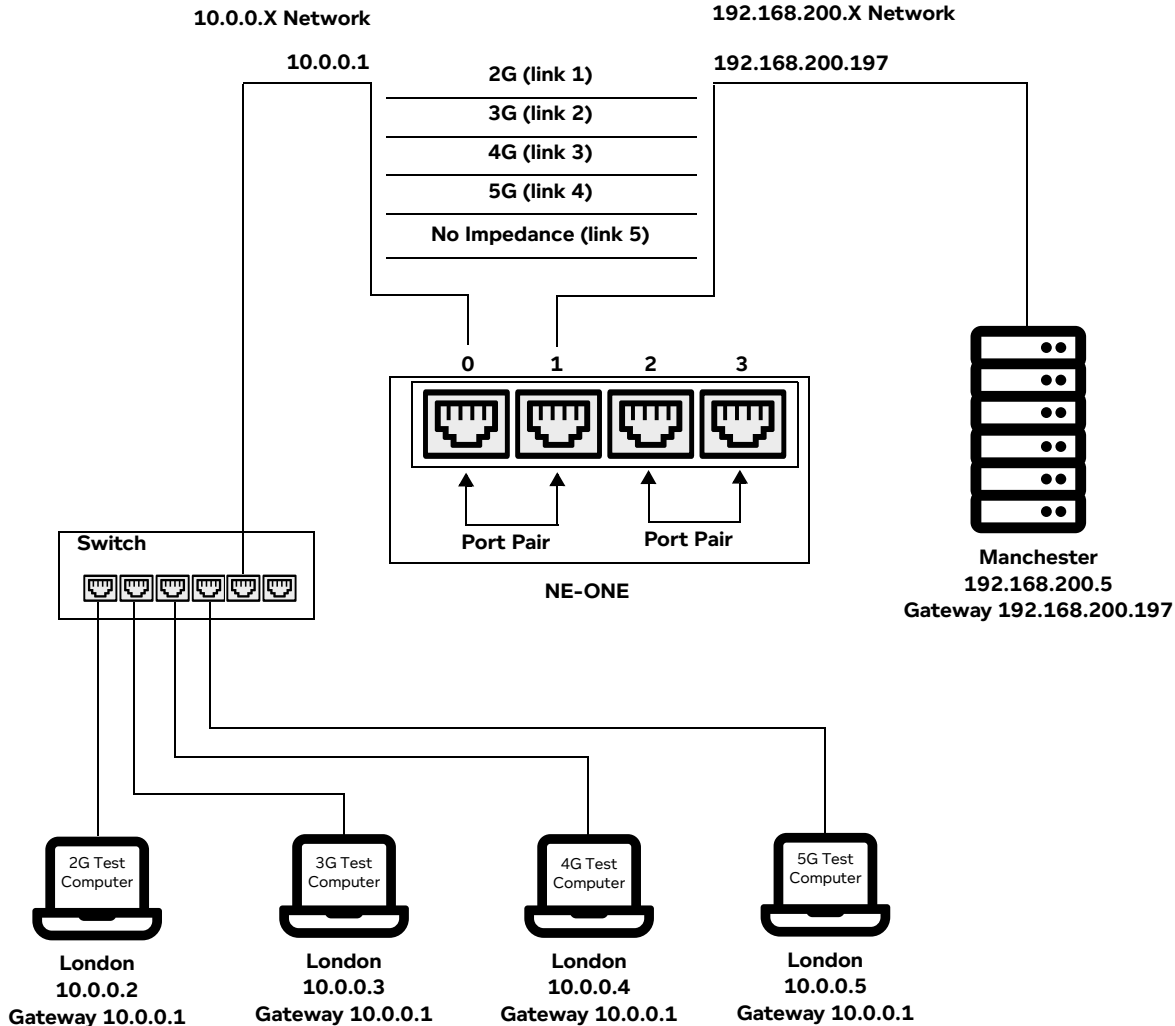 10.0.0.X Network
192.168.200.X Network
10.0.0.1
192.168.200.197
2G (link 1)
3G (link 2)
4G (link 3)
5G (link 4)
No Impedance (link 5)
0 1 2 3
Port Pair
Port Pair
NE-ONE
Switch
Manchester
192.168.200.5
Gateway 192.168.200.197
2G Test
Computer
London
10.0.0.2
Gateway 10.0.0.1
3G Test
Computer
London
10.0.0.3
Gateway 10.0.0.1
4G Test
Computer
London
10.0.0.4
Gateway 10.0.0.1
5G Test
Computer
London
10.0.0.5
Gateway 10.0.0.1